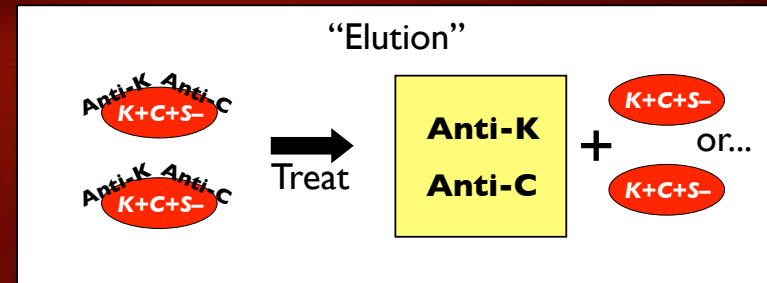 “Elution”
Anti-K Anti-C
K+C+S–
Anti-K Anti-C
K+C+S–
Treat
Anti-K
Anti-C
+
K+C+S–
or...
K+C+S–